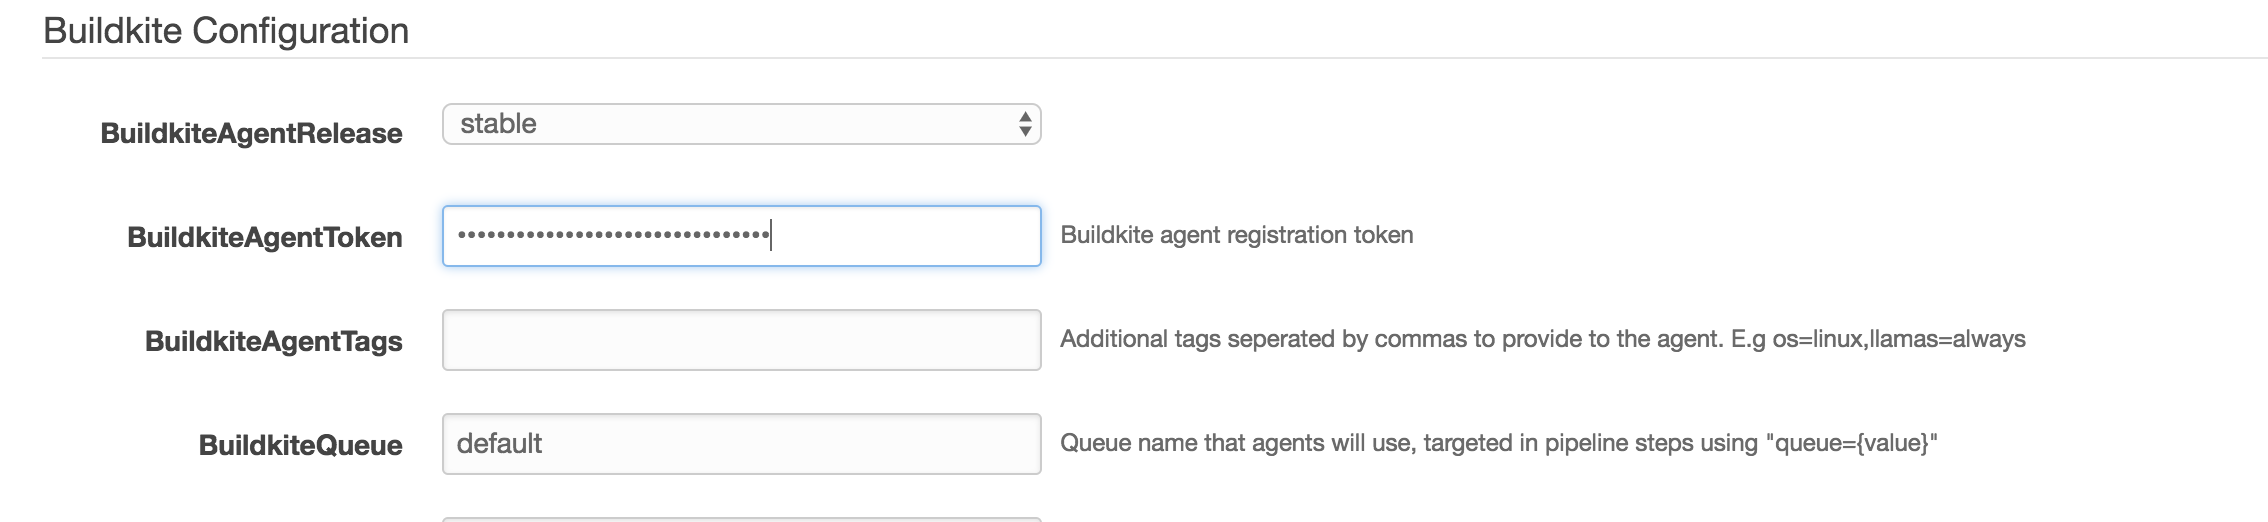 Buildkite Configuration
BuildkiteAgentRelease stable
BuildkiteAgentToken •••••••••••••••••••••••••••••••• Buildkite agent registration token
BuildkiteAgentTags Additional tags seperated by commas to provide to the agent. E.g os=linux,llamas=always
BuildkiteQueue default Queue name that agents will use, targeted in pipeline steps using "queue={value}"